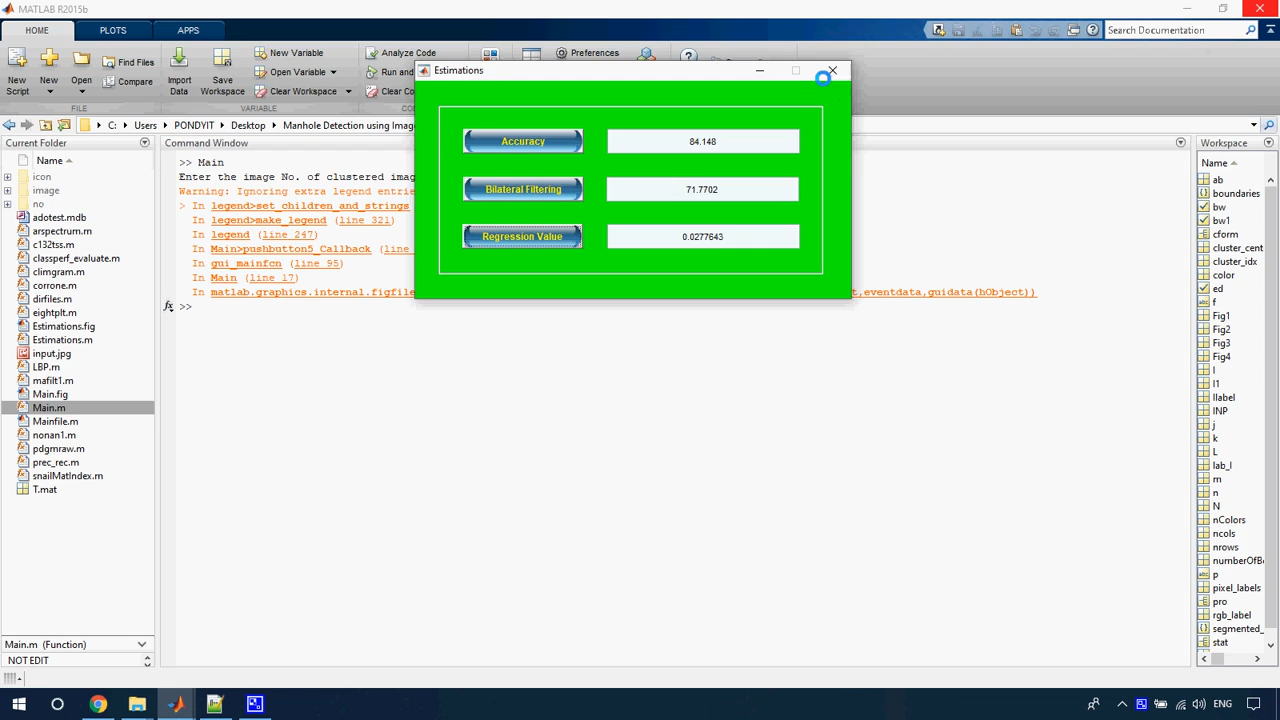 MATLAB R2015b
HOME
PLOTS
APPS
Search Documentation
New Script
New
Open
Find Files
Compare
Import Data
Save Workspace
New Variable
Open Variable
Clear Workspace
Analyze Code
Run and
Clear Co
Preferences
FILE
VARIABLE
Estimations
Accuracy
84.148
Bilateral Filtering
71.7702
Regression Value
0.0277643
C:
Users
PONDYIT
Desktop
Manhole Detection using Imag
Current Folder
Name
icon
image
no
adotest.mdb
arspectrum.m
c132tss.m
classperf_evaluate.m
climgram.m
corrone.m
dirfiles.m
eightplt.m
Estimations.fig
Estimations.m
input.jpg
LBP.m
mafilt1.m
Main.fig
Main.m
Mainfile.m
nonan1.m
pdgmraw.m
prec_rec.m
snailMatIndex.m
T.mat
Main.m (Function)
NOT EDIT
Command Window
>> Main
Enter the image No. of clustered imag
Warning: Ignoring extra legend entrie
> In legend>set_children_and_strings
In legend>make_legend (line 321)
In legend (line 247)
In Main>pushbutton5_Callback (line
In gui_mainfcn (line 95)
In Main (line 17)
In matlab.graphics.internal.figfile
t,eventdata,guidata(hObject))
fx >>
Workspace
Name
ab
boundaries
bw
bw1
cform
cluster_cent
cluster_idx
color
ed
f
Fig1
Fig2
Fig3
Fig4
I
I1
Ilabel
INP
j
k
L
lab_I
m
n
N
nColors
ncols
nrows
numberOfBo
p
pixel_labels
pro
rgb_label
segmented_
stat
ENG